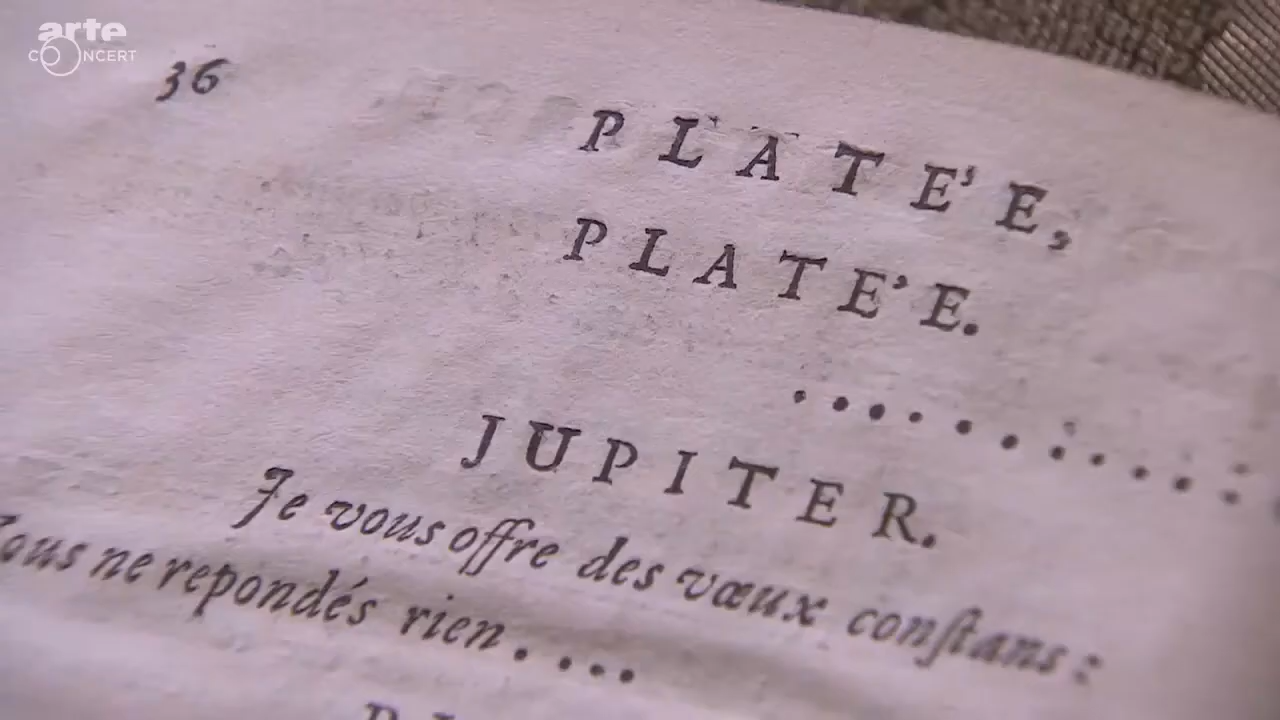 arte
CONCERT
36
PLATE'E,
PLATE'E.
. . . . . . . . . . .
JUPITER.
Je vous offre des vœux conſtans :
ous ne repondés rien . . . .